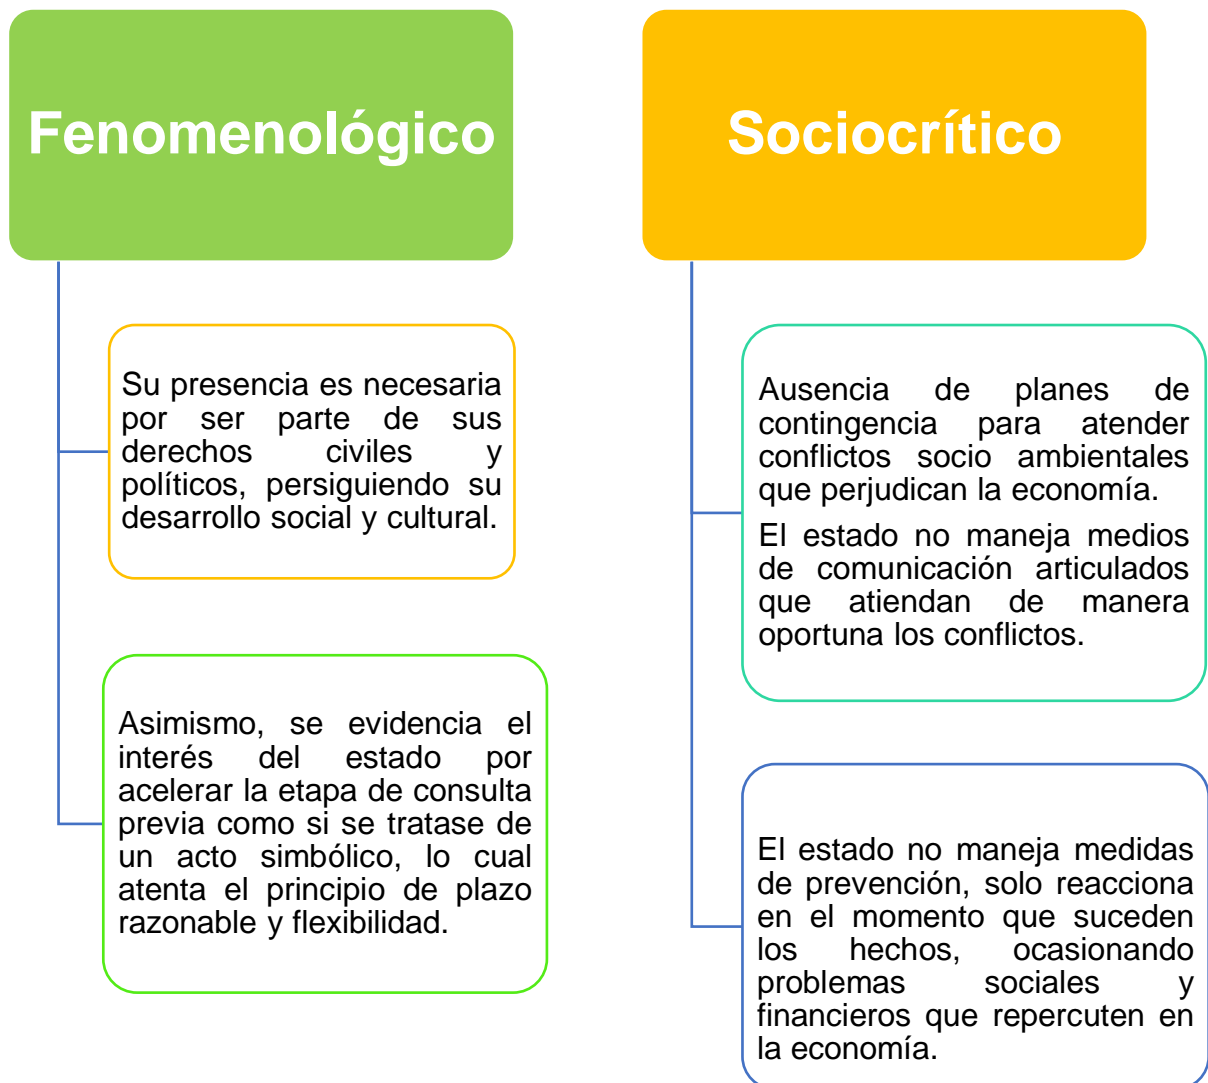 Fenomenológico
Su presencia es necesaria
por ser parte de sus
derechos civiles y
políticos, persiguiendo su
desarrollo social y cultural.
Asimismo, se evidencia el
interés del estado por
acelerar la etapa de consulta
previa como si se tratase de
un acto simbólico, lo cual
atenta el principio de plazo
razonable y flexibilidad.
Sociocrítico
Ausencia de planes de
contingencia para atender
conflictos socio ambientales
que perjudican la economía.
El estado no maneja medios
de comunicación articulados
que atiendan de manera
oportuna los conflictos.
El estado no maneja medidas
de prevención, solo reacciona
en el momento que suceden
los hechos, ocasionando
problemas sociales y
financieros que repercuten en
la economía.